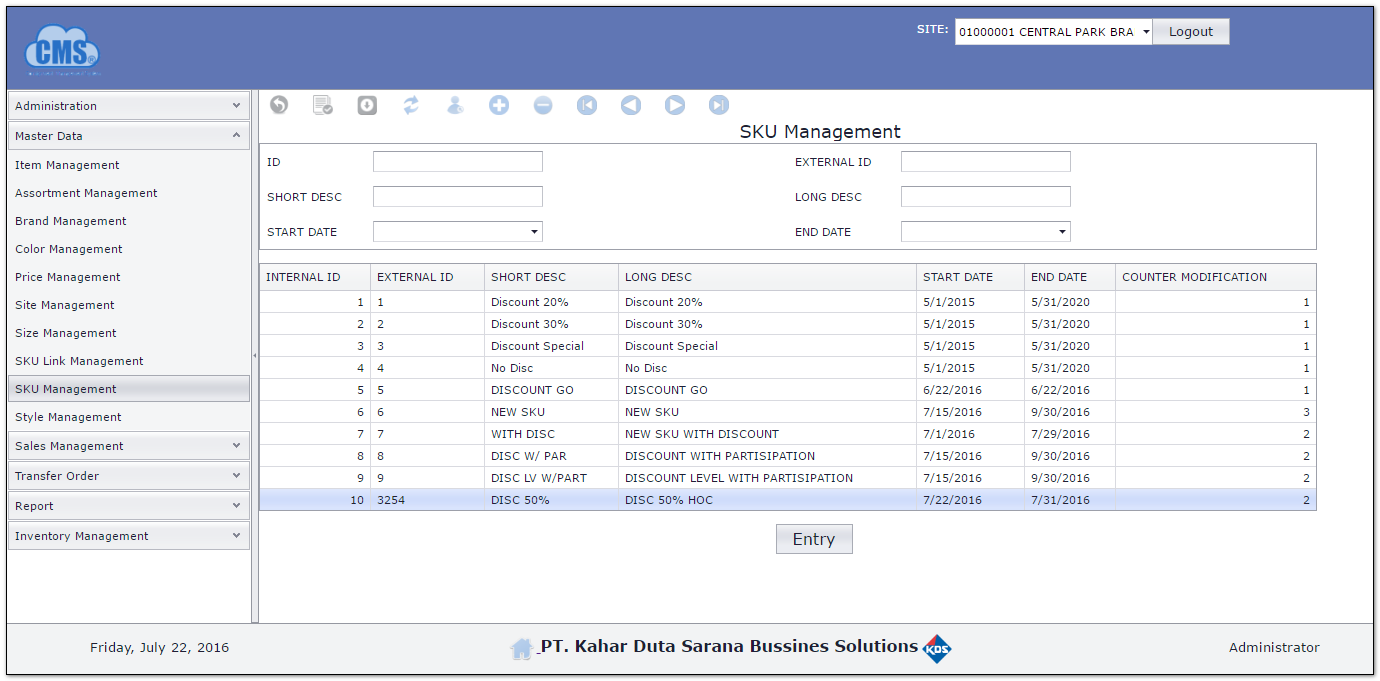 CMS®
SITE: 01000001 CENTRAL PARK BRA Logout
Administration
Master Data
Item Management
Assortment Management
Brand Management
Color Management
Price Management
Site Management
Size Management
SKU Link Management
SKU Management
Style Management
Sales Management
Transfer Order
Report
Inventory Management
SKU Management
ID EXTERNAL ID
SHORT DESC LONG DESC
START DATE END DATE
INTERNAL ID EXTERNAL ID SHORT DESC LONG DESC START DATE END DATE COUNTER MODIFICATION
1 1 Discount 20% Discount 20% 5/1/2015 5/31/2020 1
2 2 Discount 30% Discount 30% 5/1/2015 5/31/2020 1
3 3 Discount Special Discount Special 5/1/2015 5/31/2020 1
4 4 No Disc No Disc 5/1/2015 5/31/2020 1
5 5 DISCOUNT GO DISCOUNT GO 6/22/2016 6/22/2016 1
6 6 NEW SKU NEW SKU 7/15/2016 9/30/2016 3
7 7 WITH DISC NEW SKU WITH DISCOUNT 7/1/2016 7/29/2016 2
8 8 DISC W/ PAR DISCOUNT WITH PARTISIPATION 7/15/2016 9/30/2016 2
9 9 DISC LV W/PART DISCOUNT LEVEL WITH PARTISIPATION 7/15/2016 9/30/2016 2
10 3254 DISC 50% DISC 50% HOC 7/22/2016 7/31/2016 2
Entry
Friday, July 22, 2016 PT. Kahar Duta Sarana Bussines Solutions KDS Administrator